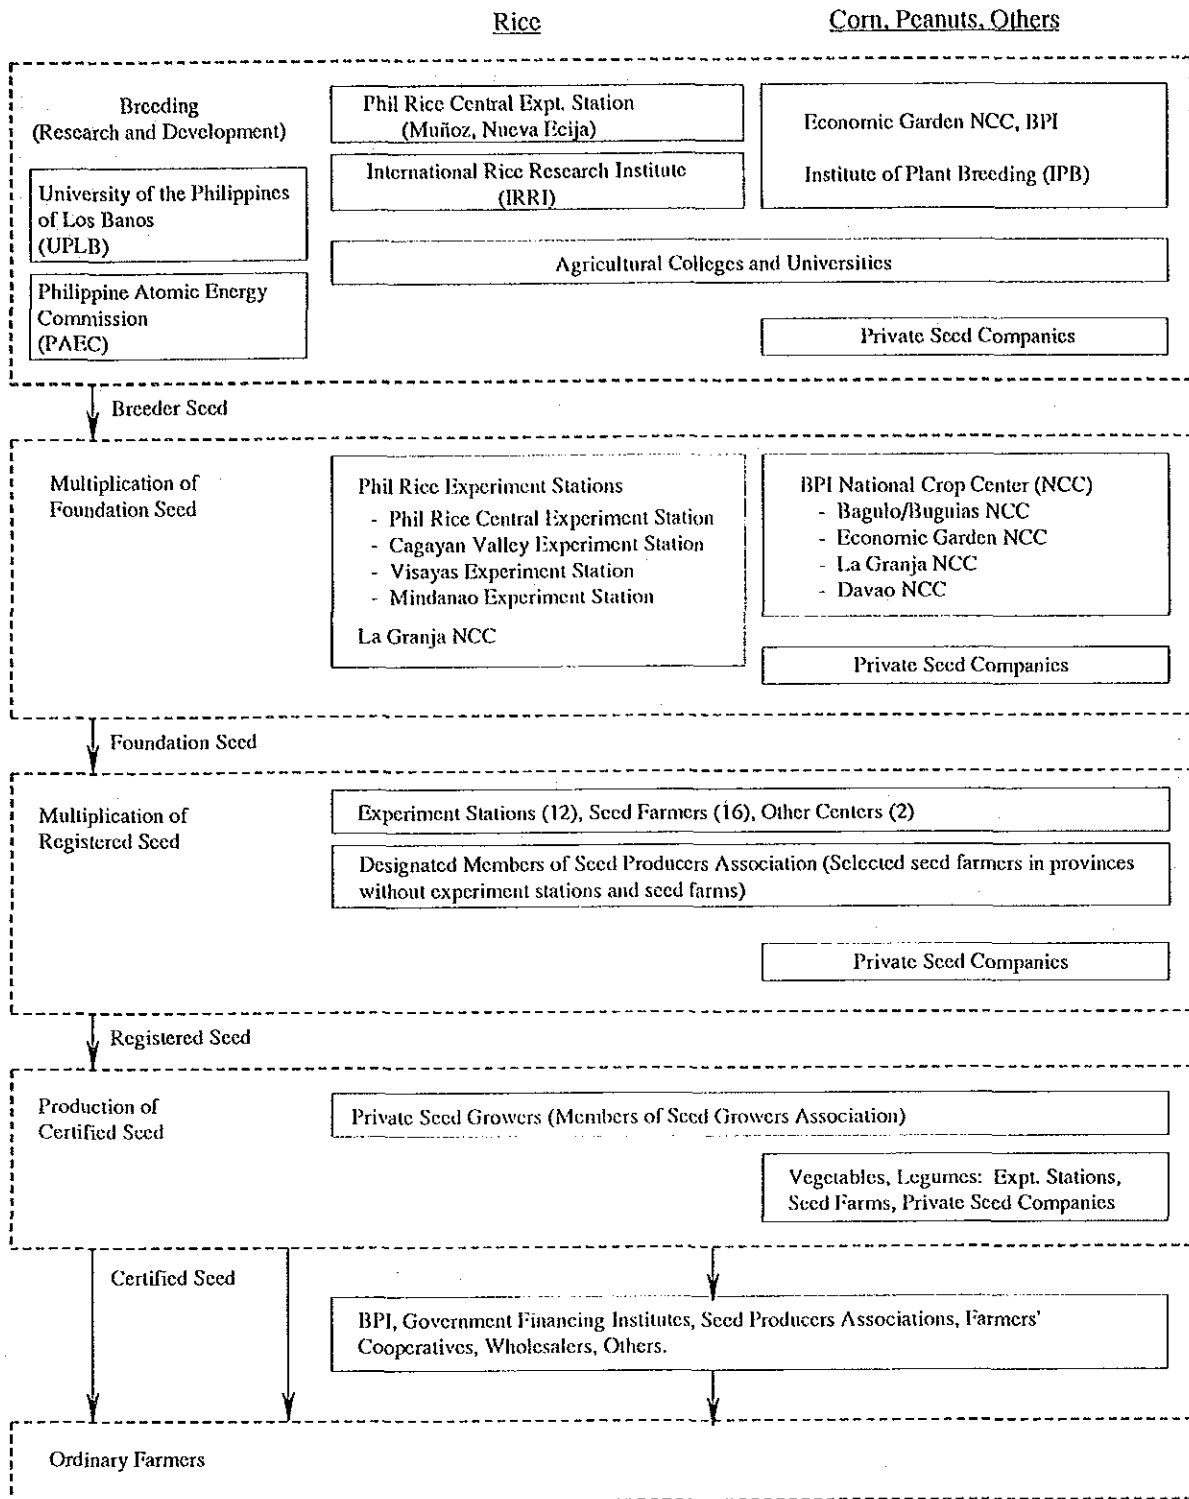 Rice
Corn, Peanuts, Others
Breeding
(Research and Development)
University of the Philippines
of Los Banos
(UPLB)
Philippine Atomic Energy
Commission
(PAEC)
Phil Rice Central Expt. Station
(Muñoz, Nueva Ecija)
International Rice Research Institute
(IRRI)
Economic Garden NCC, BPI
Institute of Plant Breeding (IPB)
Agricultural Colleges and Universities
Private Seed Companies
Breeder Seed
Multiplication of
Foundation Seed
Phil Rice Experiment Stations
- Phil Rice Central Experiment Station
- Cagayan Valley Experiment Station
- Visayas Experiment Station
- Mindanao Experiment Station
La Granja NCC
BPI National Crop Center (NCC)
- Baguio/Buguias NCC
- Economic Garden NCC
- La Granja NCC
- Davao NCC
Private Seed Companies
Foundation Seed
Multiplication of
Registered Seed
Experiment Stations (12), Seed Farmers (16), Other Centers (2)
Designated Members of Seed Producers Association (Selected seed farmers in provinces
without experiment stations and seed farms)
Private Seed Companies
Registered Seed
Production of
Certified Seed
Private Seed Growers (Members of Seed Growers Association)
Vegetables, Legumes: Expt. Stations,
Seed Farms, Private Seed Companies
Certified Seed
BPI, Government Financing Institutes, Seed Producers Associations, Farmers'
Cooperatives, Wholesalers, Others.
Ordinary Farmers